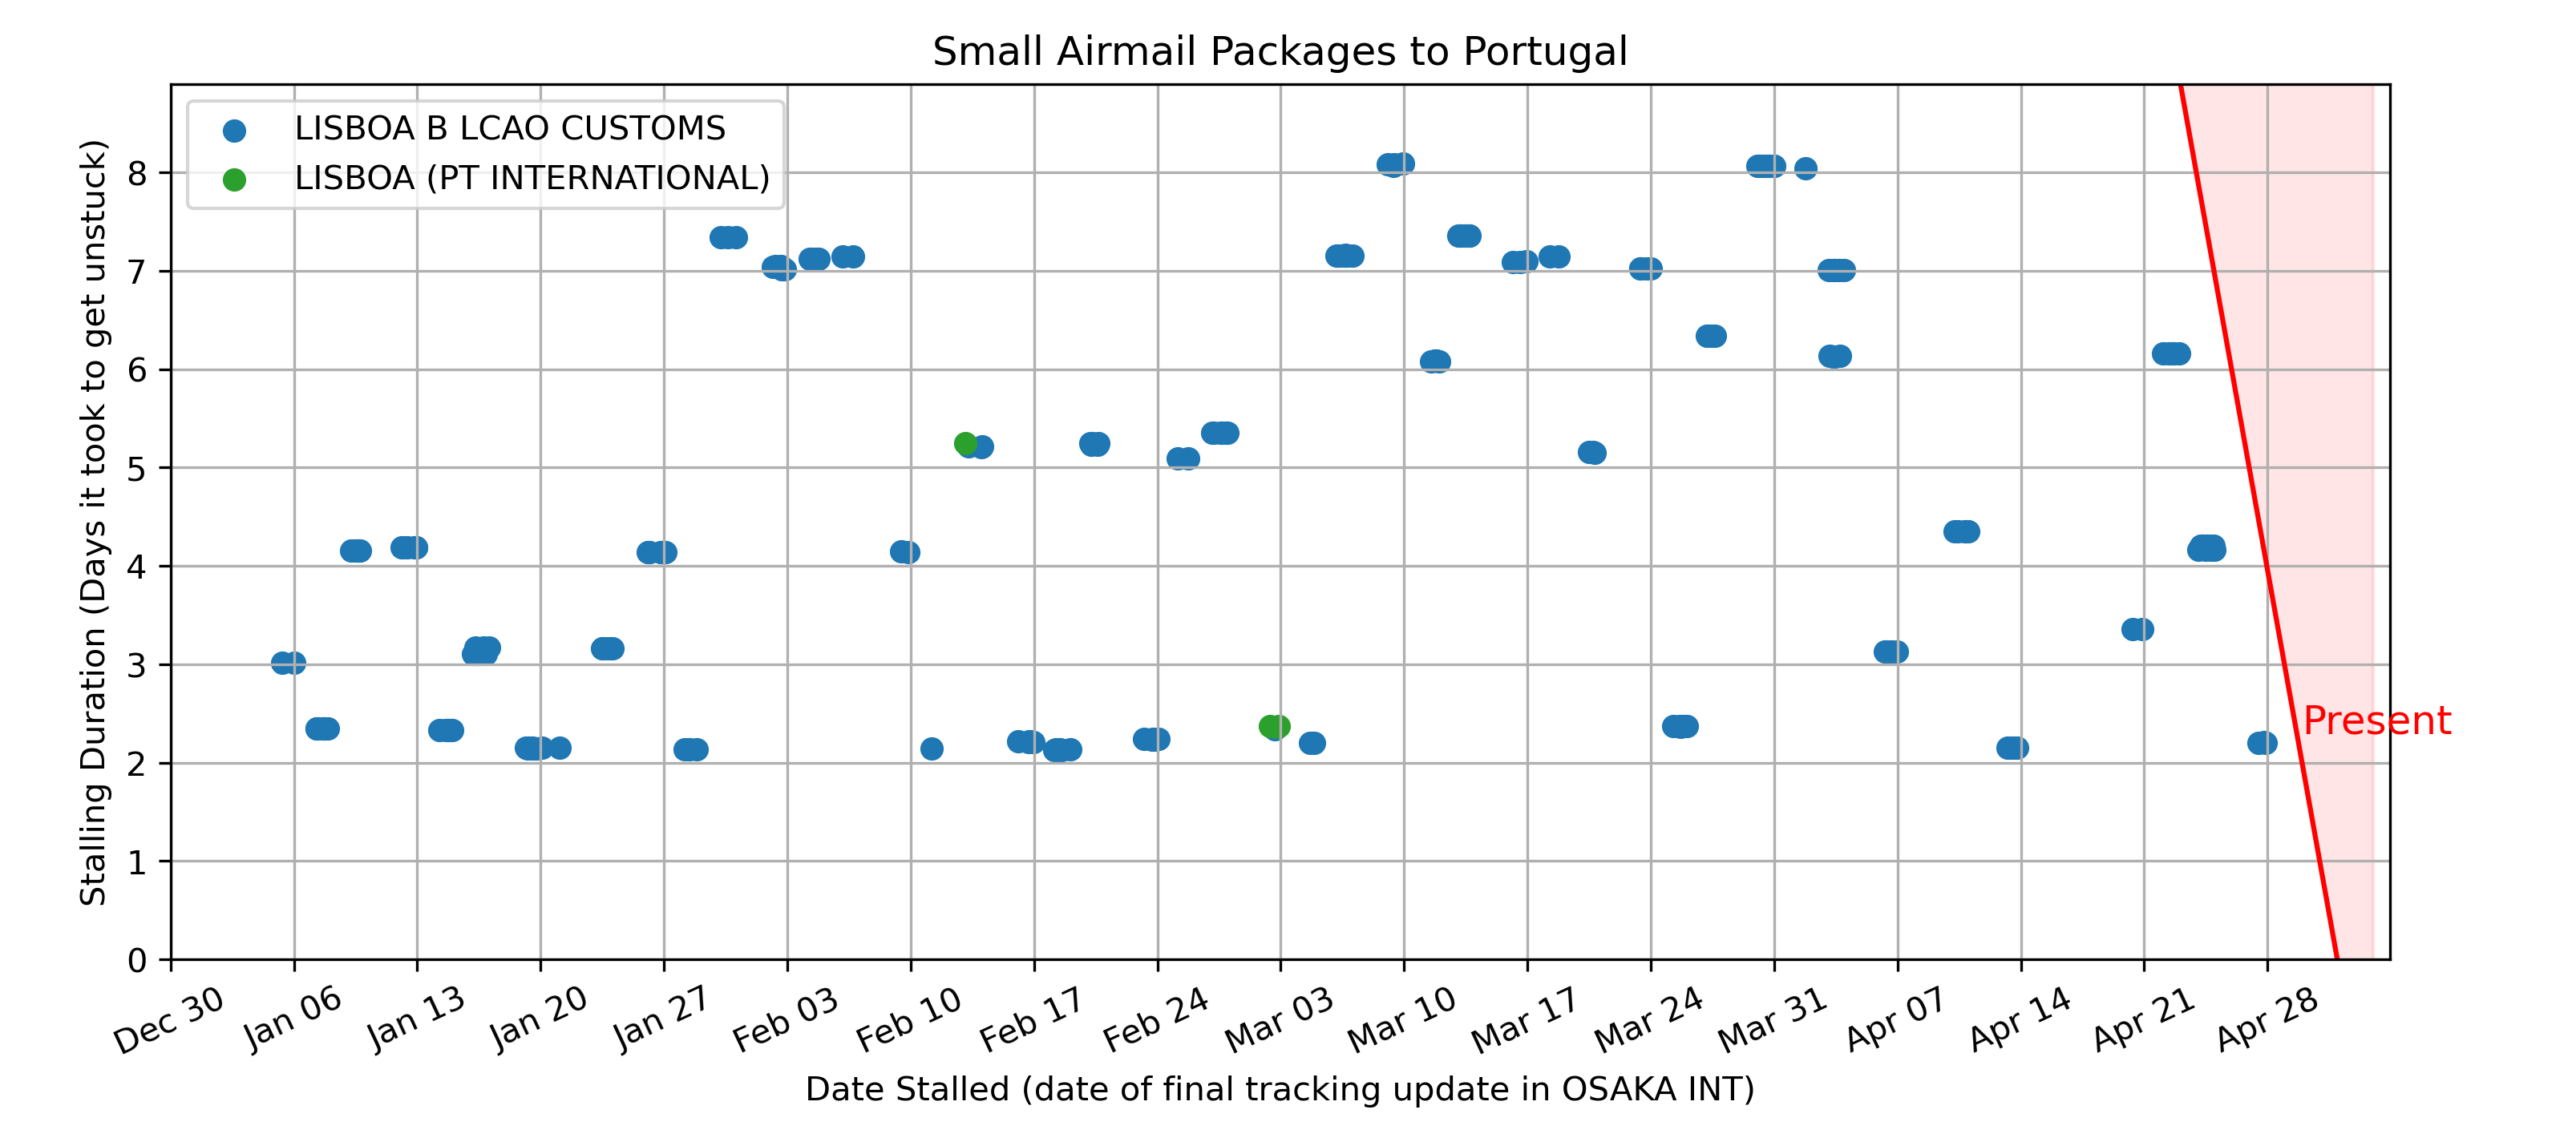 Small Airmail Packages to Portugal
LISBOA B LCAO CUSTOMS
LISBOA (PT INTERNATIONAL)
Stalling Duration (Days it took to get unstuck)
8
7
6
5
4
3
2
1
0
Present
Dec 30
Jan 06
Jan 13
Jan 20
Jan 27
Feb 03
Feb 10
Feb 17
Feb 24
Mar 03
Mar 10
Mar 17
Mar 24
Mar 31
Apr 07
Apr 14
Apr 21
Apr 28
Date Stalled (date of final tracking update in OSAKA INT)